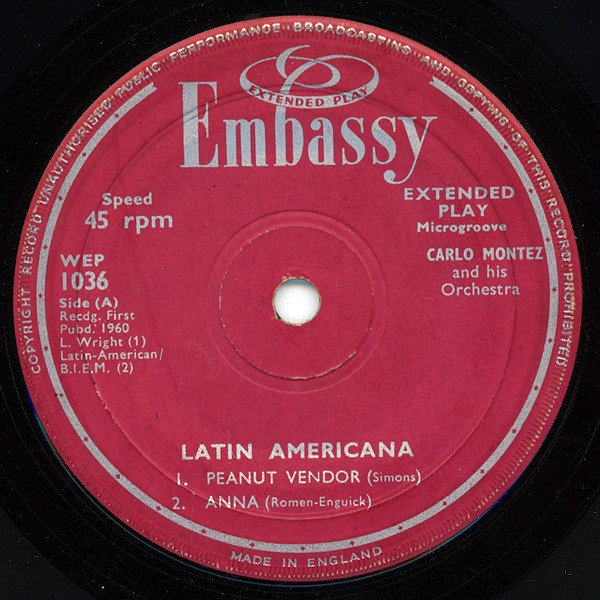 COPYRIGHT RECORD UNAUTHORISED PUBLIC PERFORMANCE BROADCASTING AND COPYING OF THIS RECORD PROHIBITED
EXTENDED PLAY
Embassy
Speed
45 rpm
EXTENDED
PLAY
Microgroove
WEP
1036
CARLO MONTEZ
and his
Orchestra
Side (A)
Recdg. First
Pubd. 1960
L. Wright (1)
Latin-American/
B.I.E.M. (2)
LATIN AMERICANA
1. PEANUT VENDOR (Simons)
2. ANNA (Romen-Enguick)
MADE IN ENGLAND